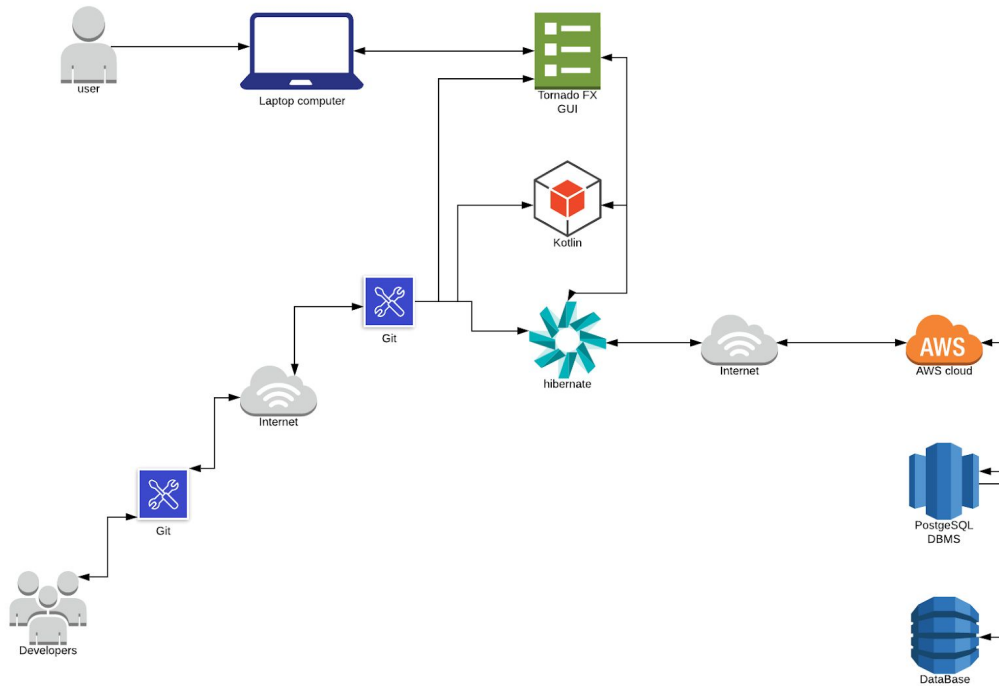 user
Laptop computer
Tornado FX
GUI
Kotlin
Git
hibernate
Internet
AWS
AWS cloud
Internet
Git
PostgeSQL
DBMS
Developers
DataBase